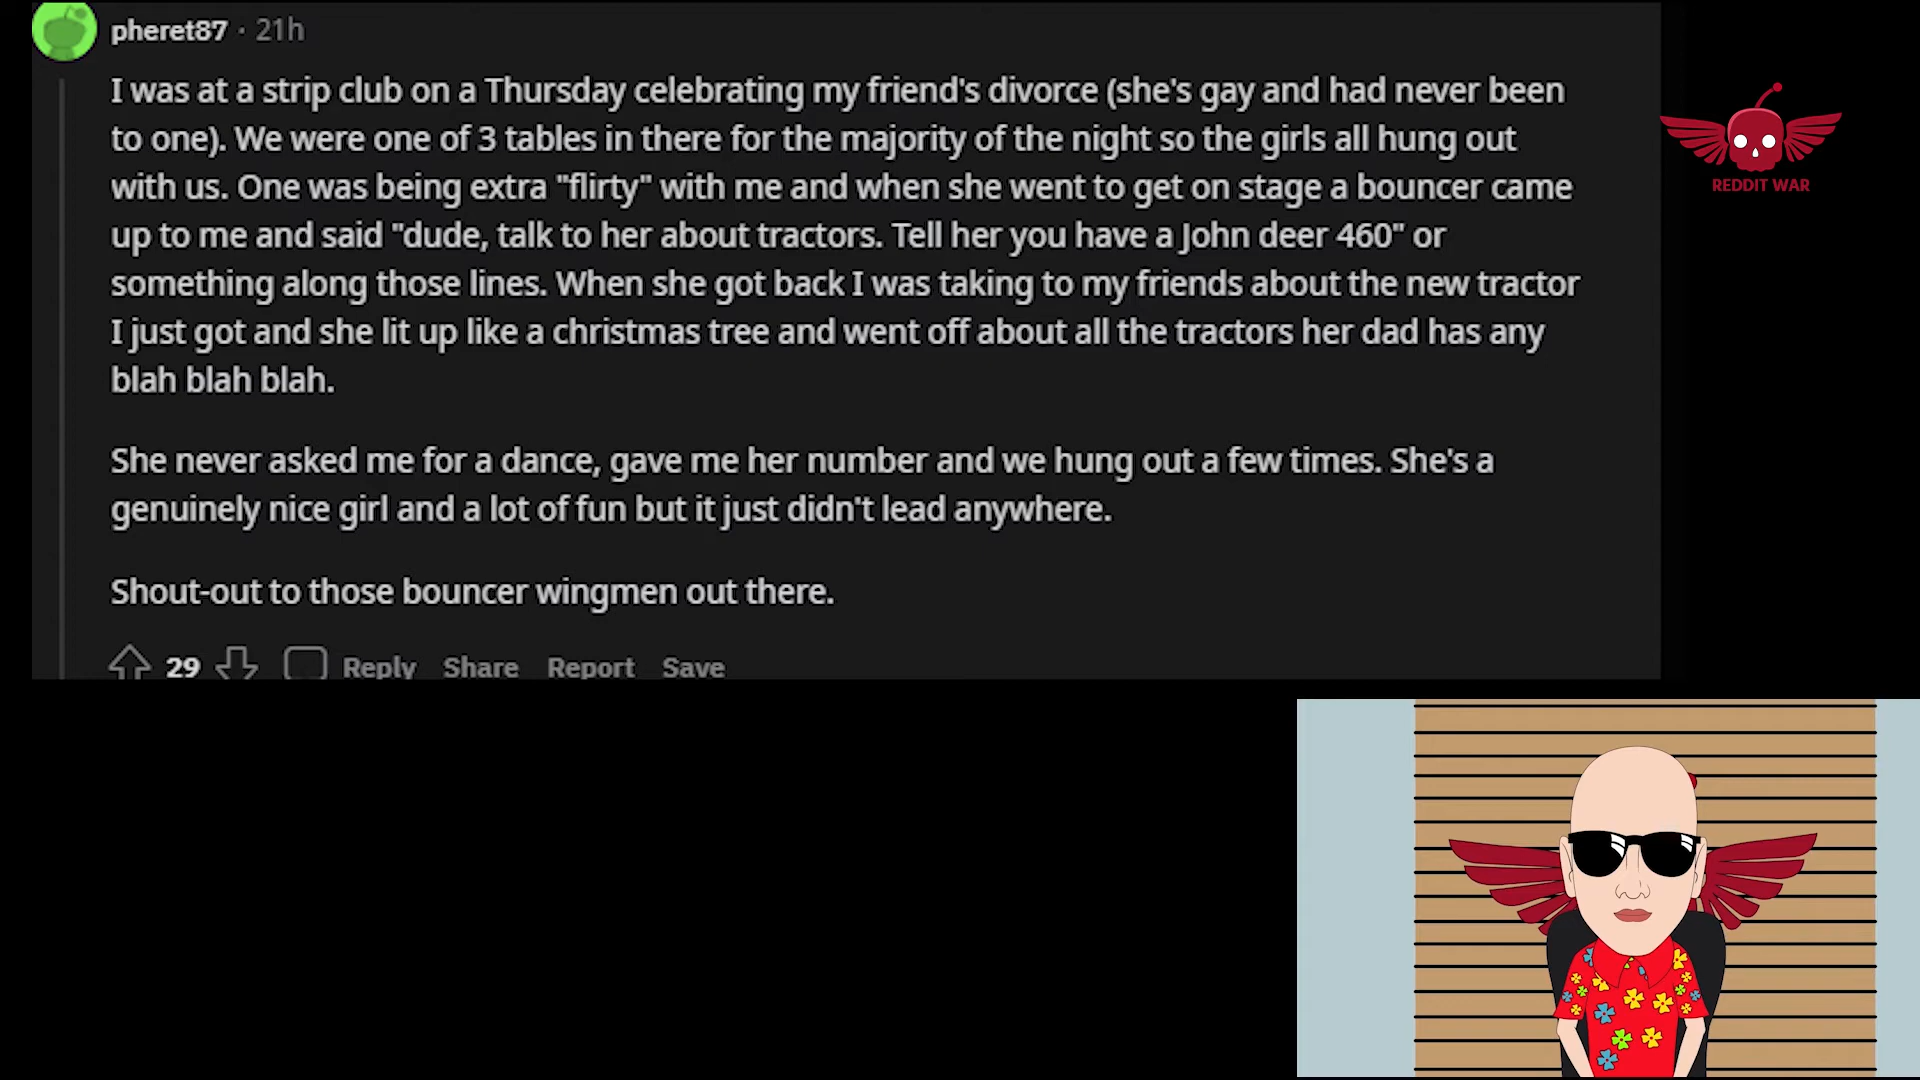 pheret87 · 21h
I was at a strip club on a Thursday celebrating my friend's divorce (she's gay and had never been
to one). We were one of 3 tables in there for the majority of the night so the girls all hung out
with us. One was being extra "flirty" with me and when she went to get on stage a bouncer came
up to me and said "dude, talk to her about tractors. Tell her you have a John deer 460" or
something along those lines. When she got back I was taking to my friends about the new tractor
I just got and she lit up like a christmas tree and went off about all the tractors her dad has any
blah blah blah.
She never asked me for a dance, gave me her number and we hung out a few times. She's a
genuinely nice girl and a lot of fun but it just didn't lead anywhere.
Shout-out to those bouncer wingmen out there.
29 Reply Share Report Save
REDDIT WAR